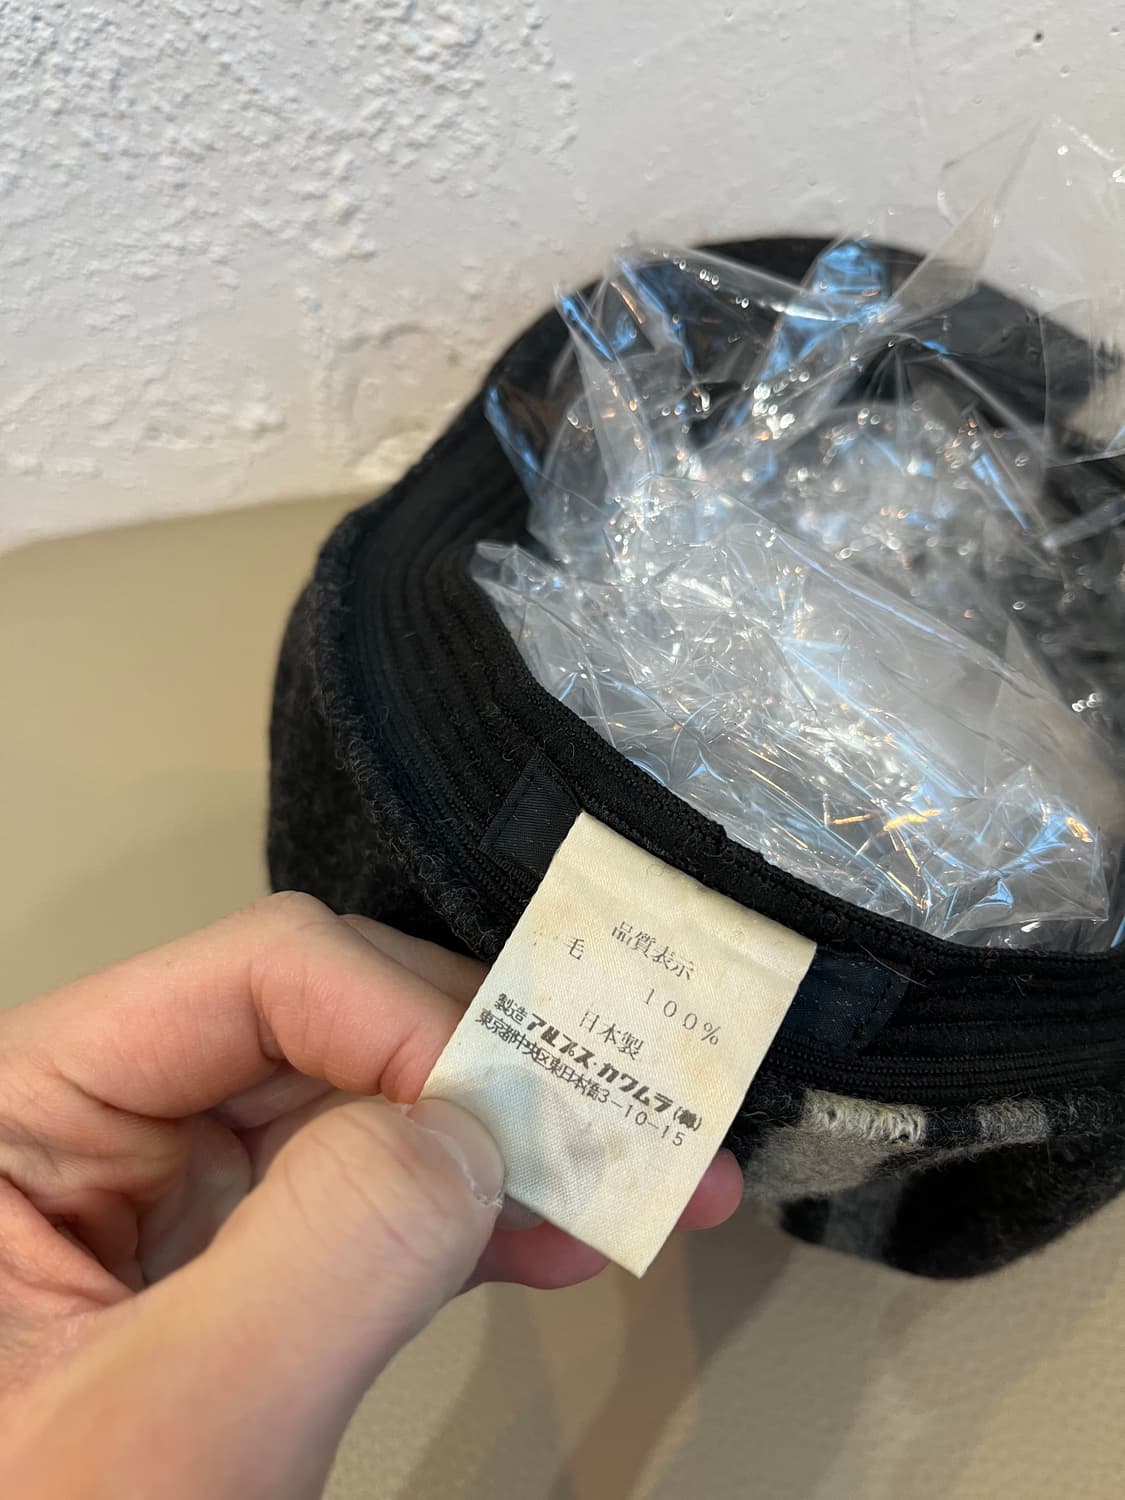 品質表示
毛
100%
日本製
製造 アルプス・カワムラ(株)
東京都中央区東日本橋3-10-15